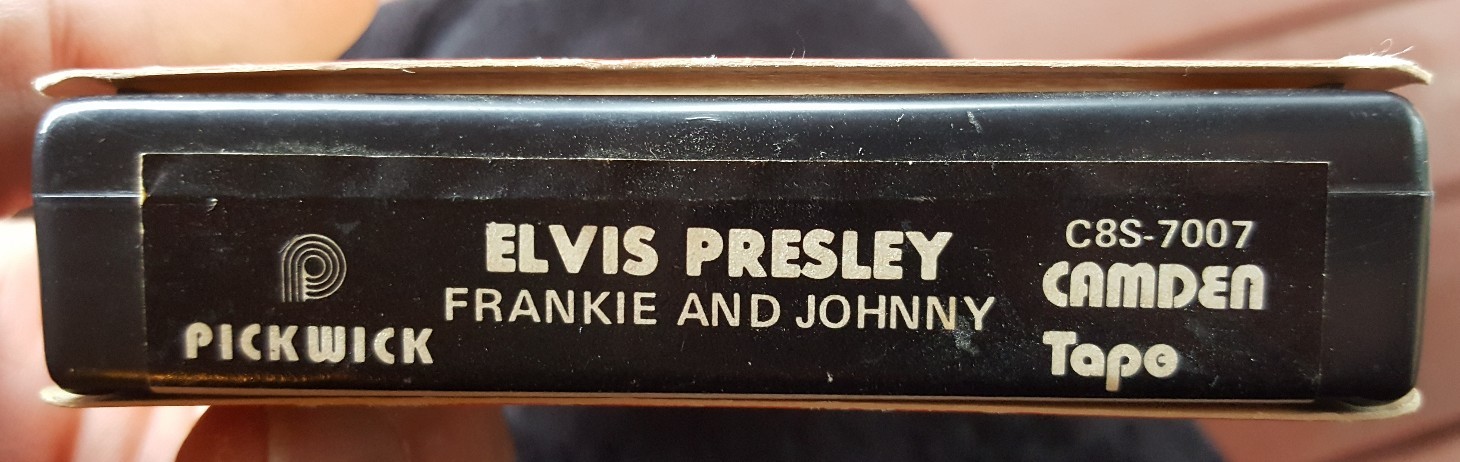 PICKWICK
ELVIS PRESLEY
FRANKIE AND JOHNNY
C8S-7007
CAMDEN
Tape